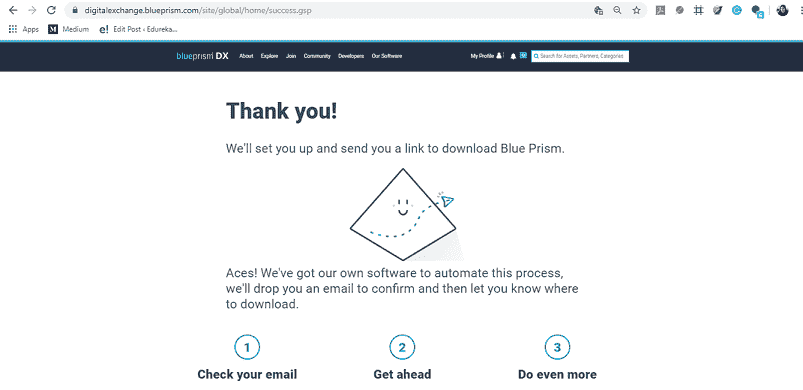 digitalexchange.blueprism.com/site/global/home/success.gsp
Apps Medium e! Edit Post - Edureka...
blueprism DX About Explore Join Community Developers Our Software My Profile Search for Assets, Partners, Categories
Thank you!
We'll set you up and send you a link to download Blue Prism.
Aces! We've got our own software to automate this process,
we'll drop you an email to confirm and then let you know where
to download.
1 2 3
Check your email Get ahead Do even more